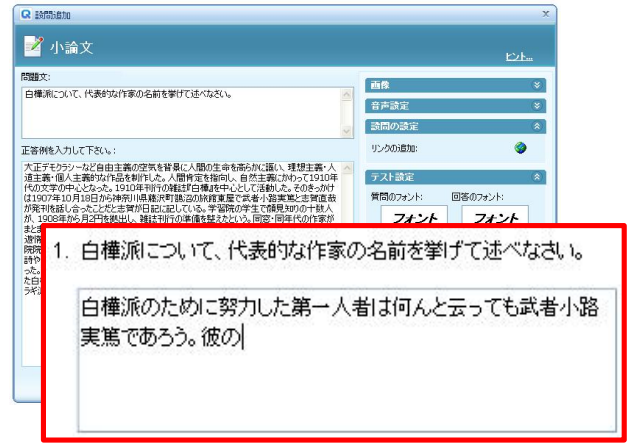 設問追加
小論文
ヒント...
問題文:
白樺派について、代表的な作家の名前を挙げて述べなさい。
正答例を入力して下さい。:
大正デモクラシーなど自由主義の空気を背景に人間の生命を高らかに謳い、理想主義・人
道主義・個人主義的な作品を制作した。人間肯定を指向し、自然主義にかわって1910年
代の文学の中心となった。1910年刊行の雑誌『白樺』を中心として活動した。そのきっかけ
は1907年10月18日から神奈川県藤沢町鵠沼の旅館東屋で武者小路実篤と志賀直哉
が発刊を話し合ったことだと志賀が日記に記している。学習院の学生で顔見知りの十数人
が、1908年から月2円を拠出し、雑誌刊行の準備を整えたという。同窓・同年代の作家が
画像
音声設定
設問の設定
リンクの追加:
テスト設定
質問のフォント:
回答のフォント:
フォント
フォント
1. 白樺派について、代表的な作家の名前を挙げて述べなさい。
白樺派のために努力した第一人者は何んと云っても武者小路
実篤であろう。彼の